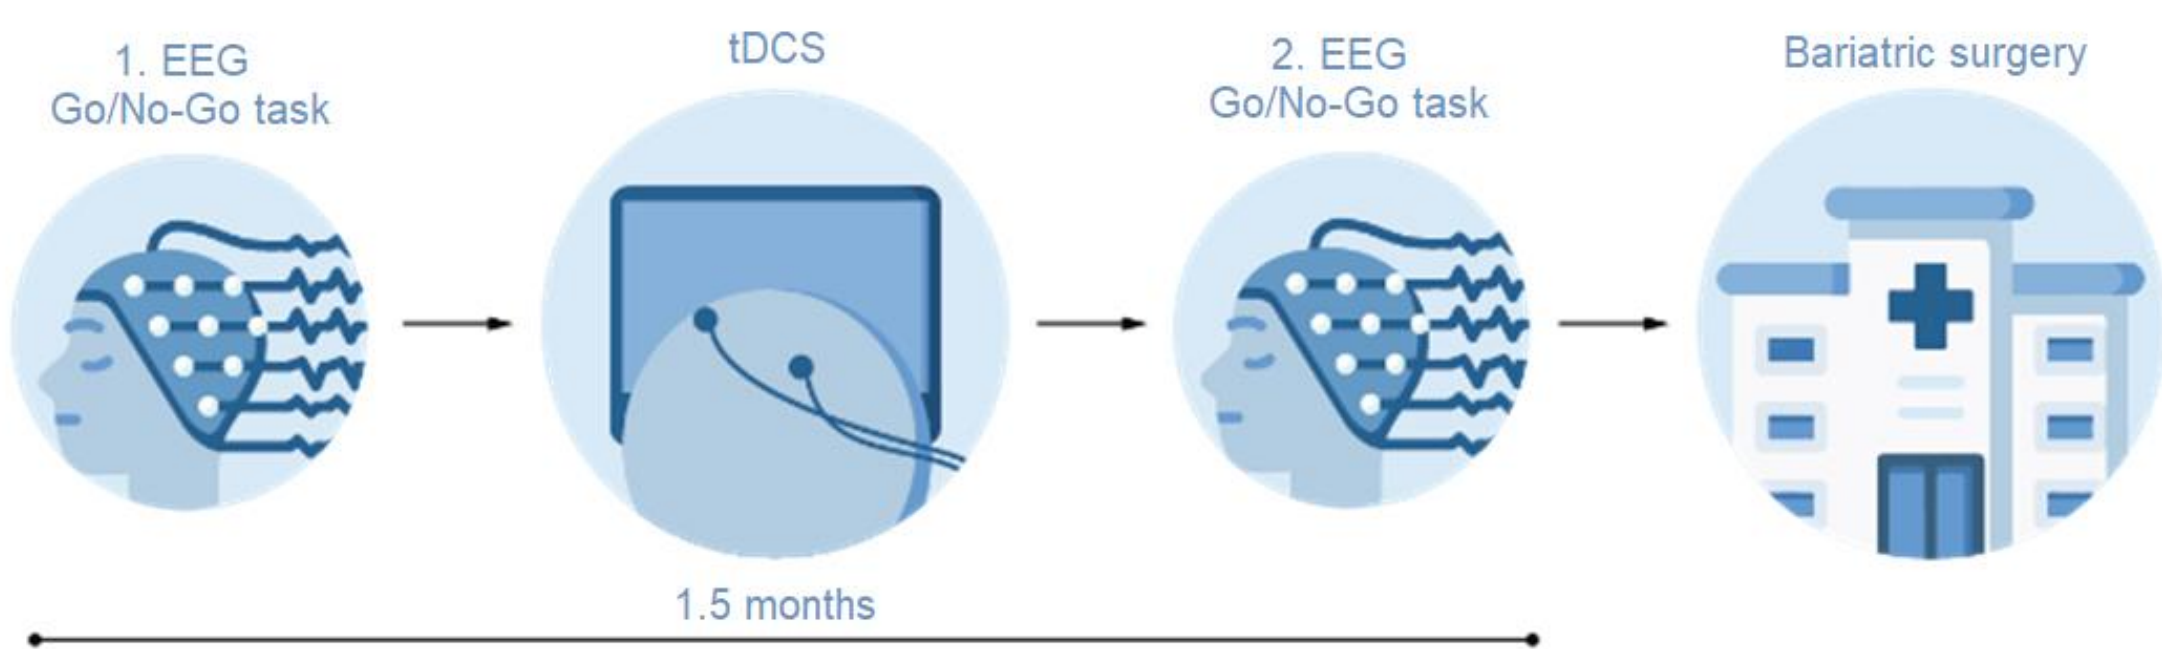 1. EEG
Go/No-Go task
tDCS
2. EEG
Go/No-Go task
Bariatric surgery
1.5 months